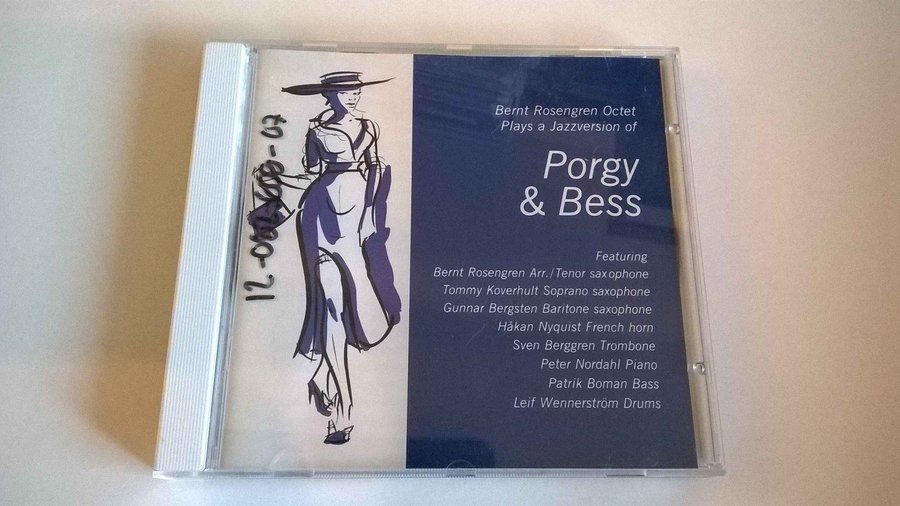 Bernt Rosengren Octet
Plays a Jazzversion of
Porgy
& Bess
Featuring
Bernt Rosengren Arr./Tenor saxophone
Tommy Koverhult Soprano saxophone
Gunnar Bergsten Baritone saxophone
Håkan Nyquist French horn
Sven Berggren Trombone
Peter Nordahl Piano
Patrik Boman Bass
Leif Wennerström Drums